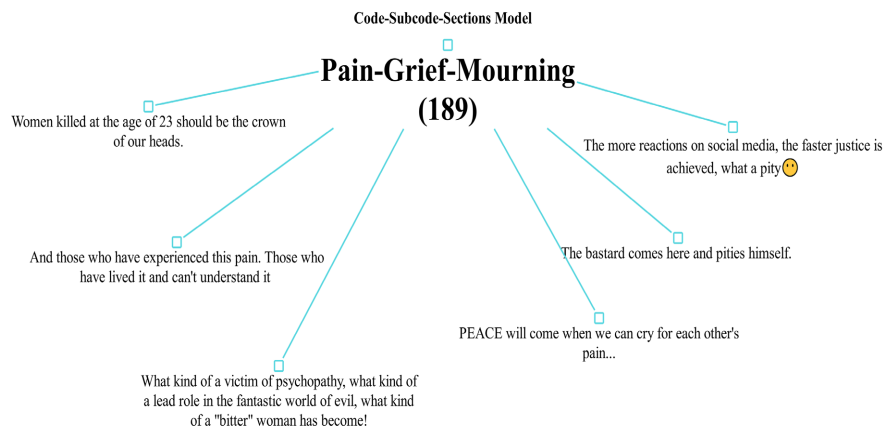 Code-Subcode-Sections Model
Pain-Grief-Mourning
(189)
Women killed at the age of 23 should be the crown
of our heads.
The more reactions on social media, the faster justice is
achieved, what a pity😶
And those who have experienced this pain. Those who
have lived it and can't understand it
The bastard comes here and pities himself.
PEACE will come when we can cry for each other's
pain...
What kind of a victim of psychopathy, what kind of
a lead role in the fantastic world of evil, what kind
of a "bitter" woman has become!